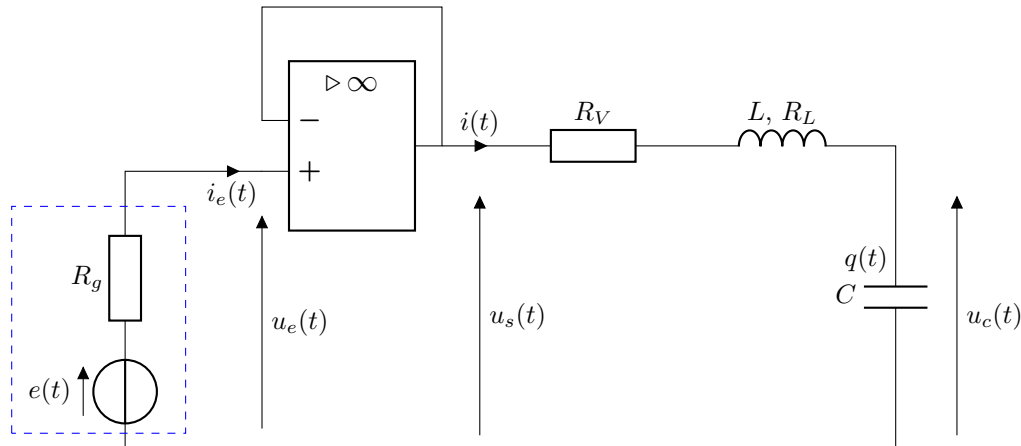 ▷ ∞
−
+
i(t)
R_V
L, R_L
i_e(t)
R_g
e(t)
u_e(t)
u_s(t)
q(t)
C
u_c(t)